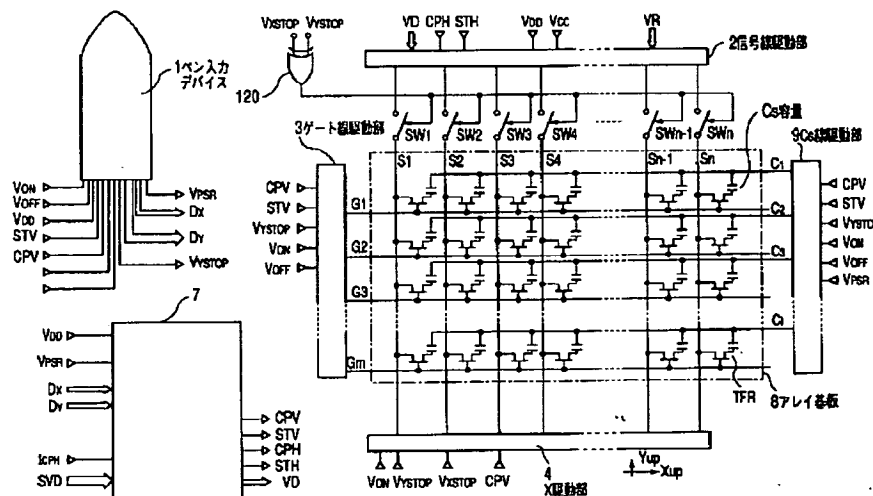 VXSTOP VYSTOP
120
VD CPH STH VDD VCC VR
2信号線駆動部
1ペン入力
デバイス
3ゲート線駆動部
SW1 SW2 SW3 SW4 SWn-1 SWn
Cs容量
9Cs線駆動部
S1 S2 S3 S4 Sn-1 Sn
C1
C2
C3
Cℓ
VON
VOFF
VDD
STV
CPV
VPSR
DX
DY
VYSTOP
CPV
STV
VYSTOP
VON
VOFF
G1
G2
G3
Gm
CPV
STV
VYSTOP
VON
VOFF
VPSR
7
VDD
VPSR
DX
DY
iCPH
SVD
CPV
STV
CPH
STH
VD
TFR
8アレイ基板
VON VYSTOP VXSTOP CPV
4
X駆動部
Yup
Xup